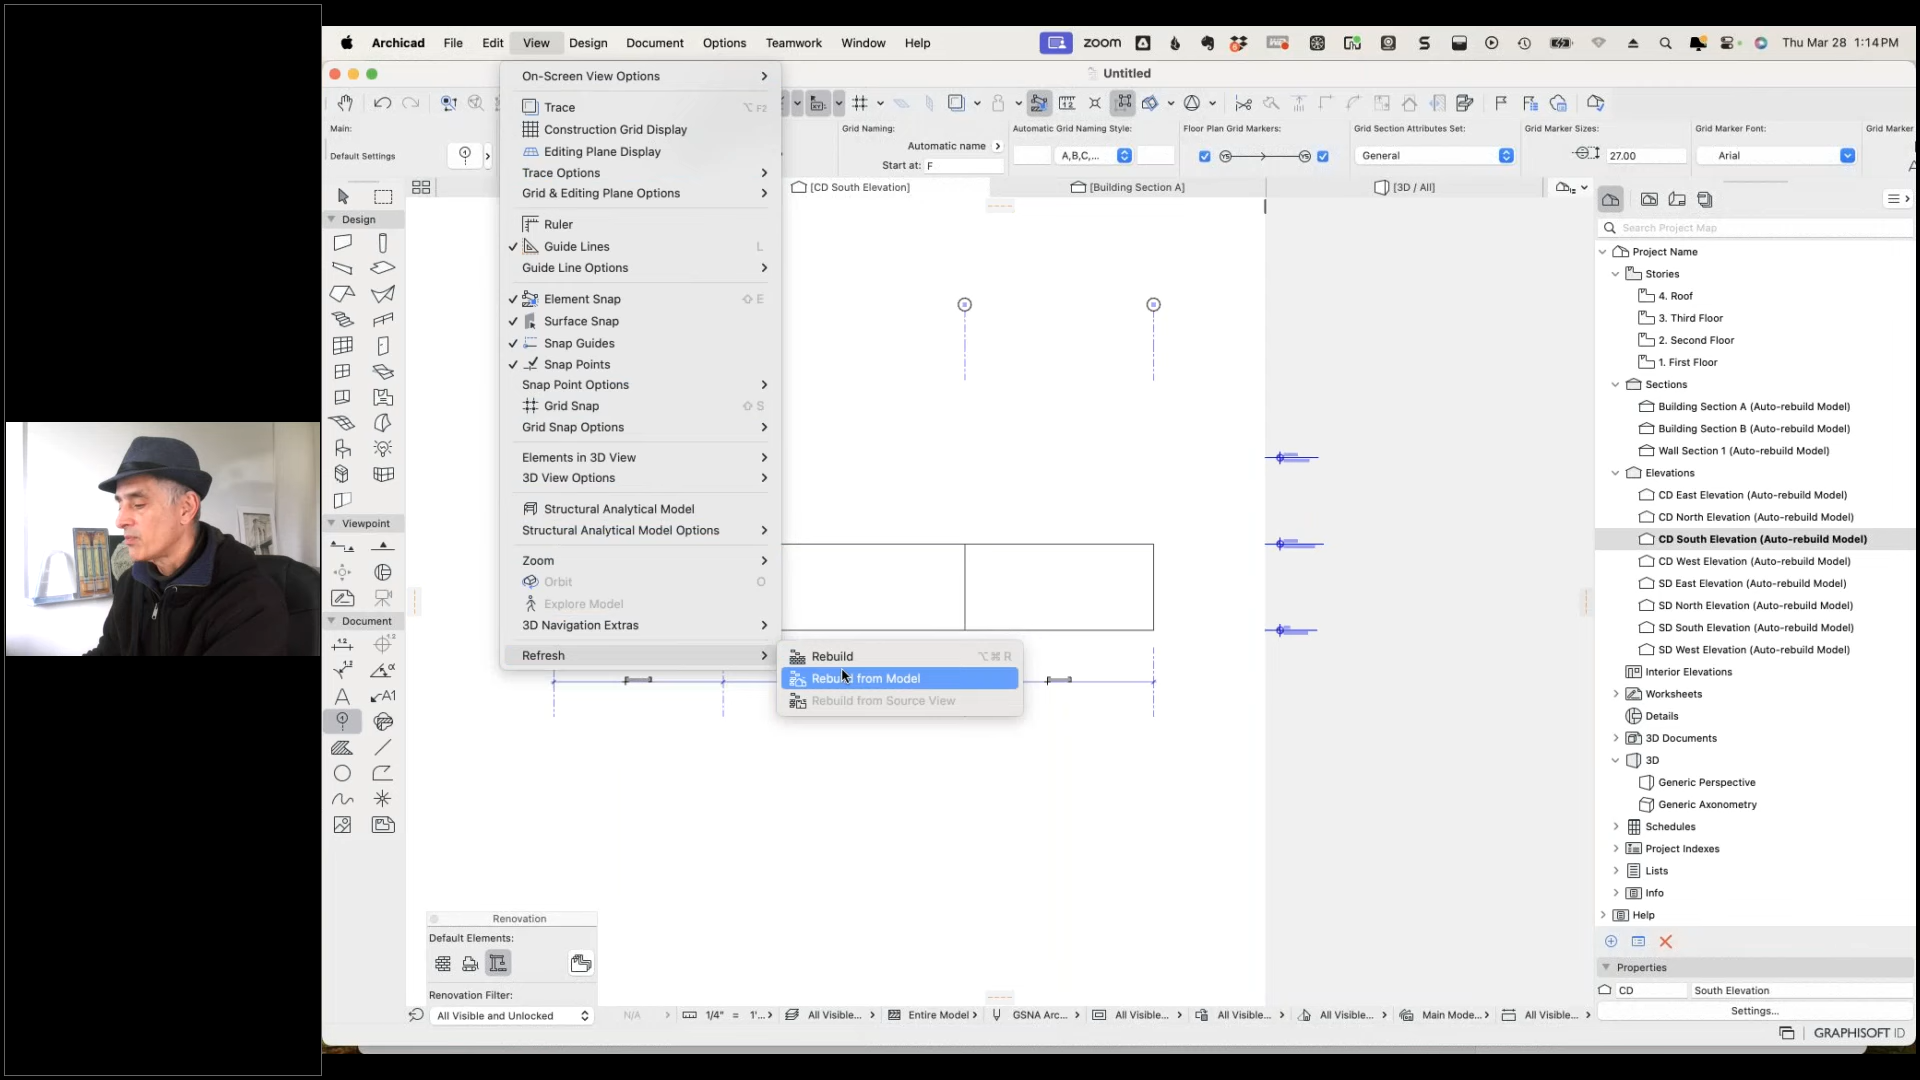 Archicad File Edit View Design Document Options Teamwork Window Help zoom Thu Mar 28 1:14 PM
Untitled
Main:
Default Settings
Grid Naming:
Automatic name
Start at: F
Automatic Grid Naming Style:
A,B,C,...
Floor Plan Grid Markers:
Grid Section Attributes Set:
General
Grid Marker Sizes:
27.00
Grid Marker Font:
Arial
Grid Marker
[CD South Elevation]
[Building Section A]
[3D / All]
Design
Viewpoint
Document
On-Screen View Options
Trace ⌥ F2
Construction Grid Display
Editing Plane Display
Trace Options
Grid & Editing Plane Options
Ruler
Guide Lines L
Guide Line Options
Element Snap ⇧ E
Surface Snap
Snap Guides
Snap Points
Snap Point Options
Grid Snap ⇧ S
Grid Snap Options
Elements in 3D View
3D View Options
Structural Analytical Model
Structural Analytical Model Options
Zoom
Orbit O
Explore Model
3D Navigation Extras
Refresh
Rebuild ⌥⌘R
Rebuild from Model
Rebuild from Source View
Renovation
Default Elements:
Renovation Filter:
All Visible and Unlocked
N/A
1/4" = 1'...
All Visible...
Entire Model
GSNA Arc...
All Visible...
All Visible...
All Visible...
Main Mode...
All Visible...
Search Project Map
Project Name
Stories
4. Roof
3. Third Floor
2. Second Floor
1. First Floor
Sections
Building Section A (Auto-rebuild Model)
Building Section B (Auto-rebuild Model)
Wall Section 1 (Auto-rebuild Model)
Elevations
CD East Elevation (Auto-rebuild Model)
CD North Elevation (Auto-rebuild Model)
CD South Elevation (Auto-rebuild Model)
CD West Elevation (Auto-rebuild Model)
SD East Elevation (Auto-rebuild Model)
SD North Elevation (Auto-rebuild Model)
SD South Elevation (Auto-rebuild Model)
SD West Elevation (Auto-rebuild Model)
Interior Elevations
Worksheets
Details
3D Documents
3D
Generic Perspective
Generic Axonometry
Schedules
Project Indexes
Lists
Info
Help
Properties
CD South Elevation
Settings...
GRAPHISOFT ID